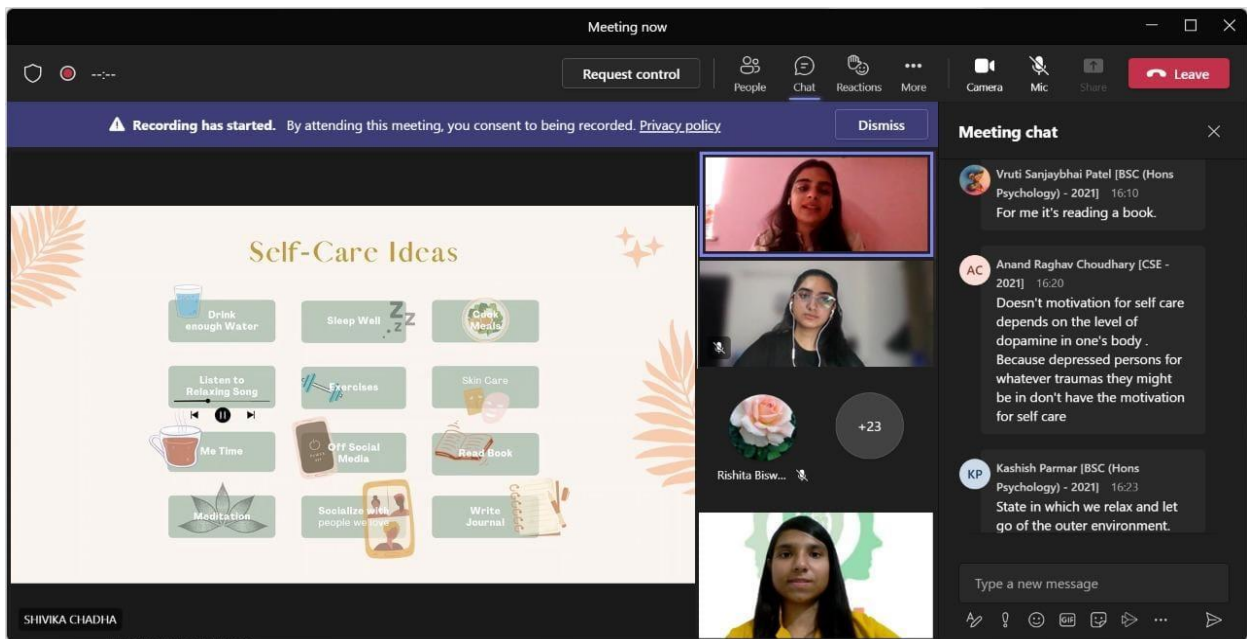 Meeting now
--:--
Request control
People
Chat
Reactions
More
Camera
Mic
Share
Leave
Recording has started. By attending this meeting, you consent to being recorded. Privacy policy
Dismiss
Self-Care Ideas
Drink
enough Water
Sleep Well
Z Z Z
Cook
Meals
Listen to
Relaxing Song
Exercises
Skin Care
Me Time
Off Social
Media
Read Book
Meditation
Socialize with
people we love
Write
Journal
SHIVIKA CHADHA
+23
Rishita Bisw...
Meeting chat
Vruti Sanjaybhai Patel [BSC (Hons
Psychology) - 2021] 16:10
For me it's reading a book.
AC
Anand Raghav Choudhary [CSE -
2021] 16:20
Doesn't motivation for self care
depends on the level of
dopamine in one's body .
Because depressed persons for
whatever traumas they might
be in don't have the motivation
for self care
KP
Kashish Parmar [BSC (Hons
Psychology) - 2021] 16:23
State in which we relax and let
go of the outer environment.
Type a new message
GIF